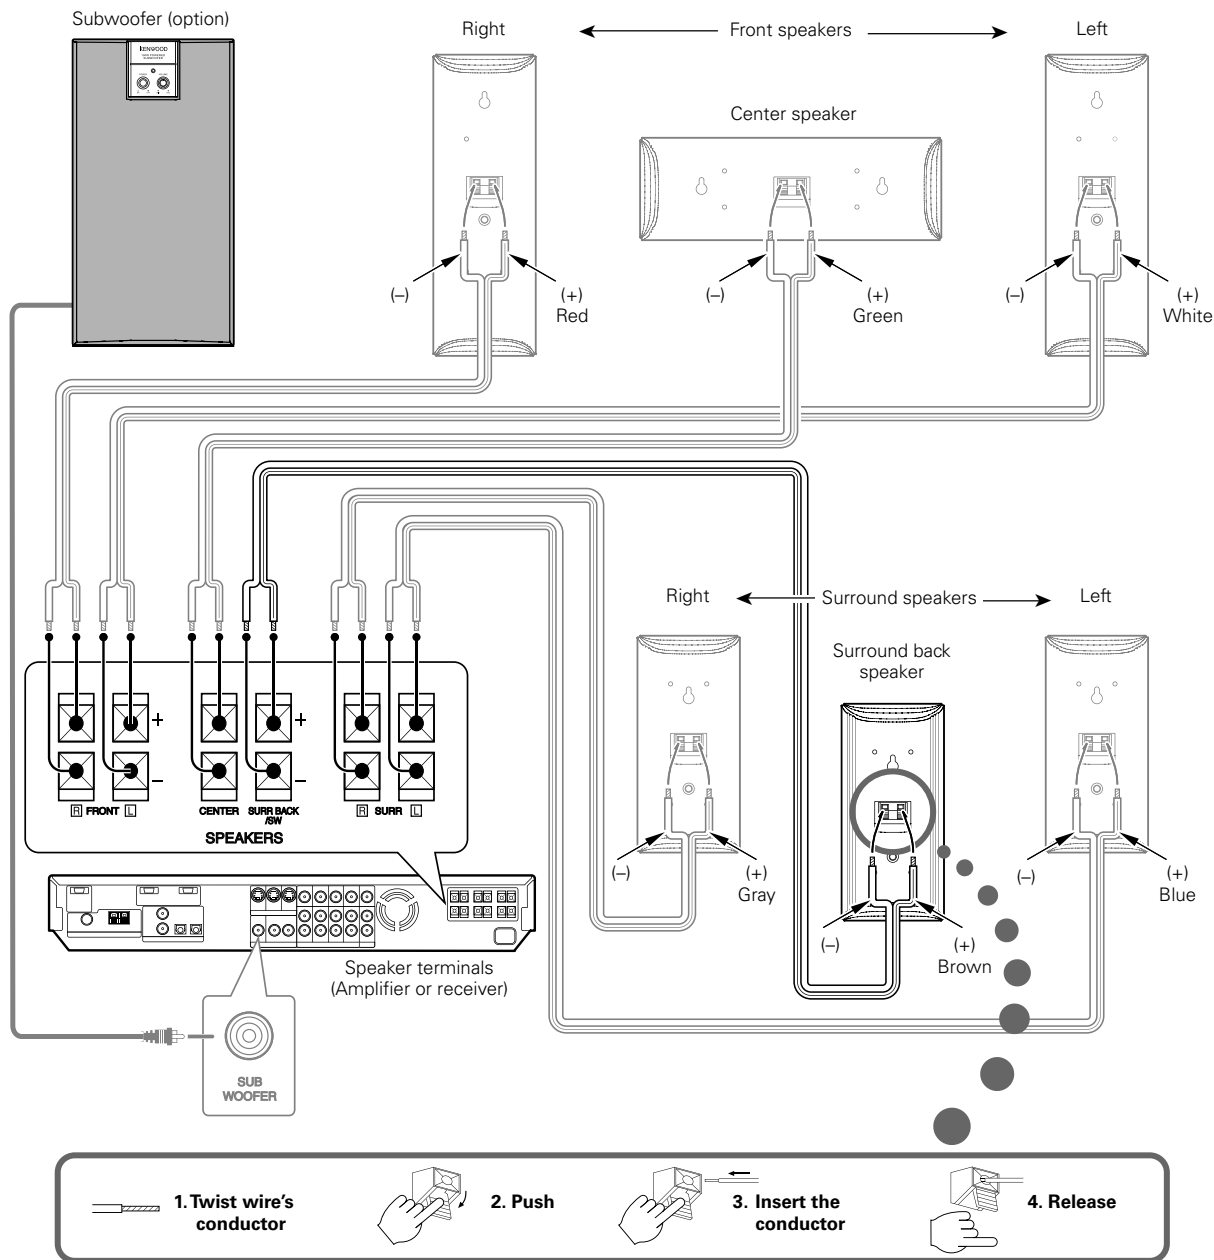 Subwoofer (option)
KENWOOD
Right
Front speakers
Left
Center speaker
(–)
(+)
Red
(–)
(+)
Green
(–)
(+)
White
Right
Surround speakers
Left
Surround back
speaker
+
+
–
–
R FRONT L
CENTER
SURR BACK
/SW
R SURR L
SPEAKERS
(–)
(+)
Gray
(–)
(+)
Brown
(–)
(+)
Blue
Speaker terminals
(Amplifier or receiver)
SUB
WOOFER
1. Twist wire's
conductor
2. Push
3. Insert the
conductor
4. Release